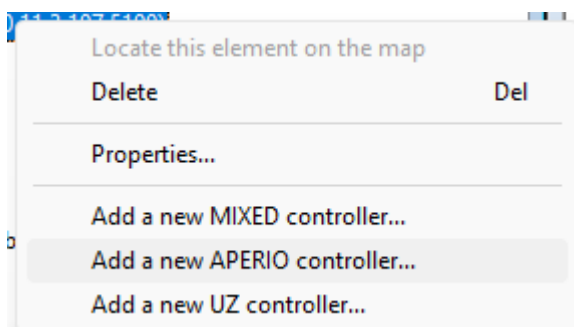 Locate this element on the map
Delete Del
Properties...
Add a new MIXED controller...
Add a new APERIO controller...
Add a new UZ controller...